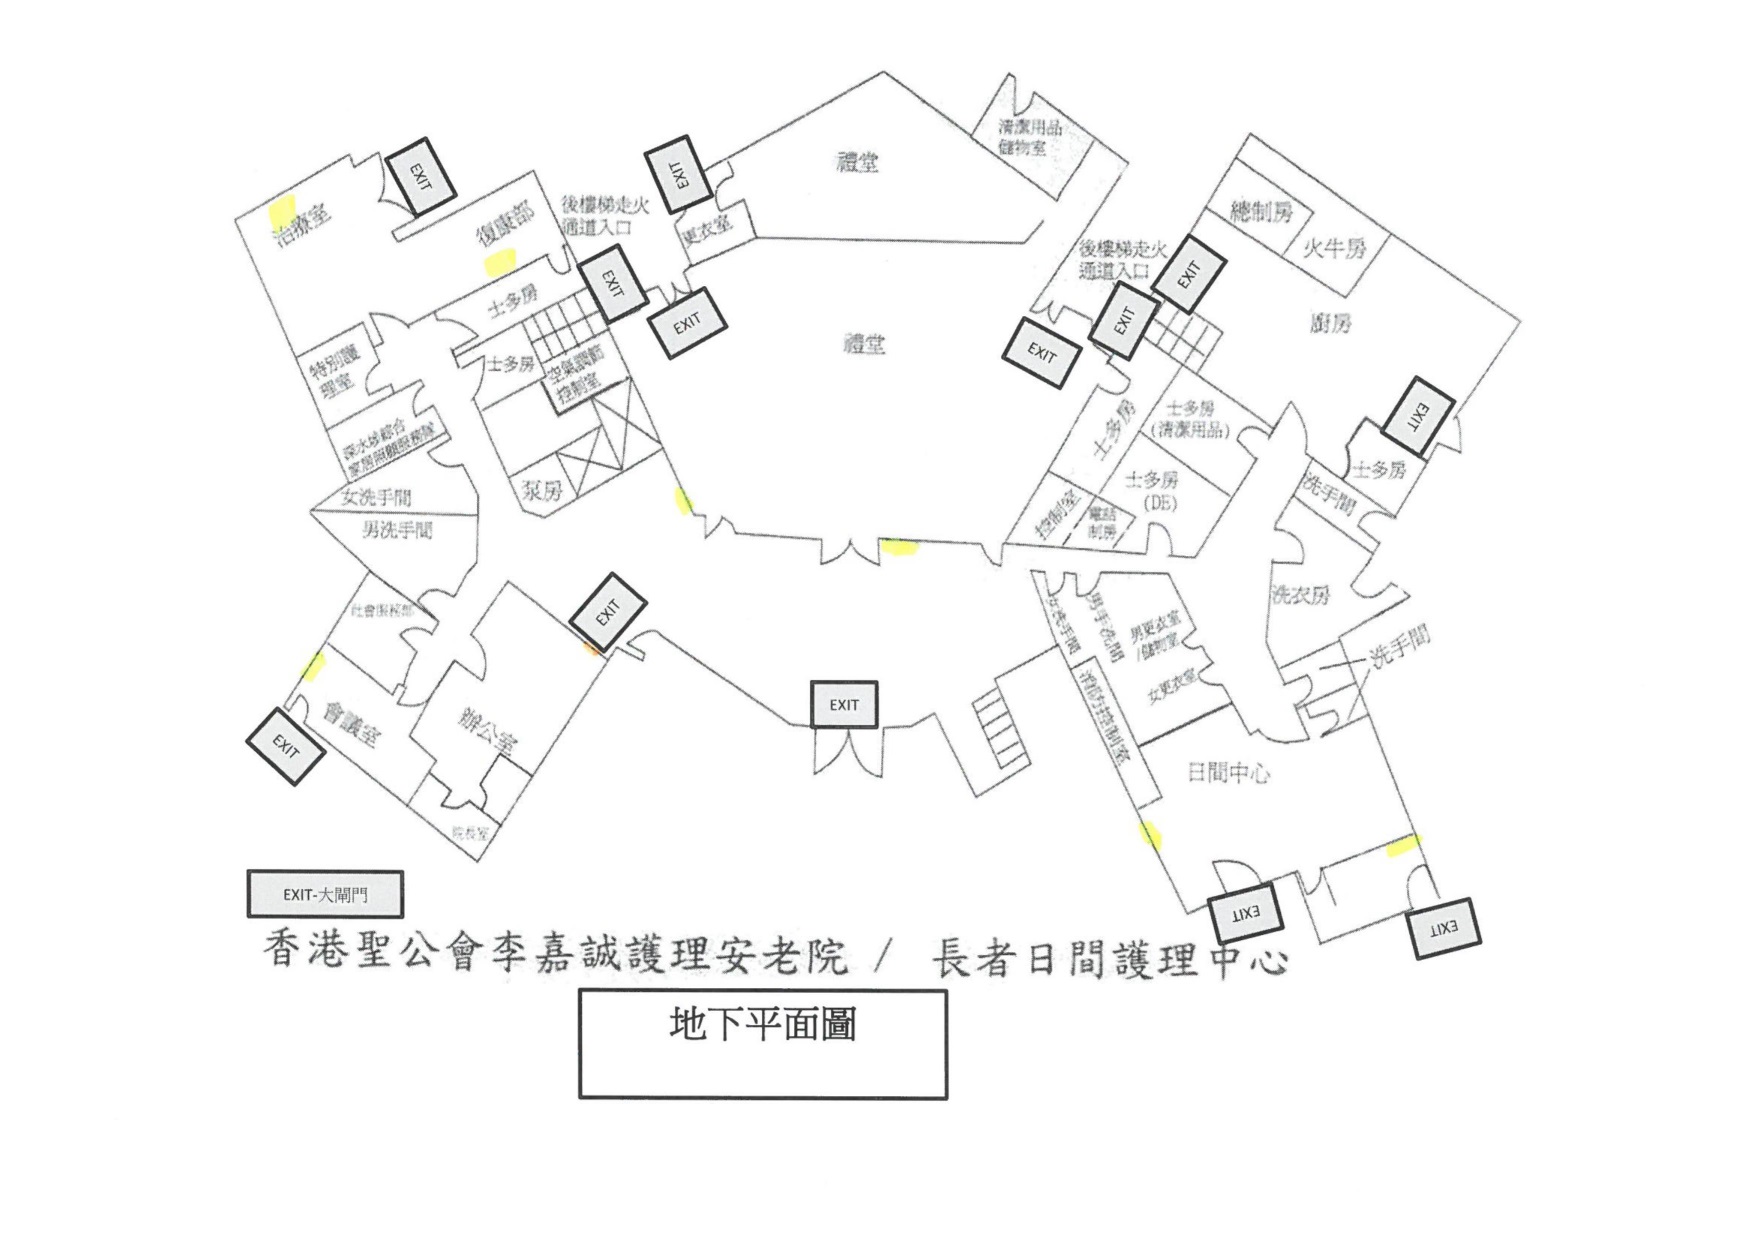 EXIT
EXIT
清潔用品
儲物室
禮堂
治療室
復康部
後樓梯走火
通道入口
更衣室
總制房
火牛房
後樓梯走火
通道入口
EXIT
EXIT
EXIT
EXIT
EXIT
士多房
禮堂
廚房
特別護
理室
士多房
空氣調節
控制室
EXIT
士多房
士多房
(清潔用品)
士多房
深水埗綜合
家居照顧服務隊
女洗手間
泵房
士多房
(DE)
洗手間
控制室
電話
制房
男洗手間
社會服務部
EXIT
女洗手間
男手洗間
男更衣室
/儲物室
洗衣房
洗手間
女更衣室
消防控制室
會議室
辦公室
EXIT
EXIT
日間中心
院長室
EXIT-大閘門
EXIT
EXIT
香港聖公會李嘉誠護理安老院 / 長者日間護理中心
地下平面圖